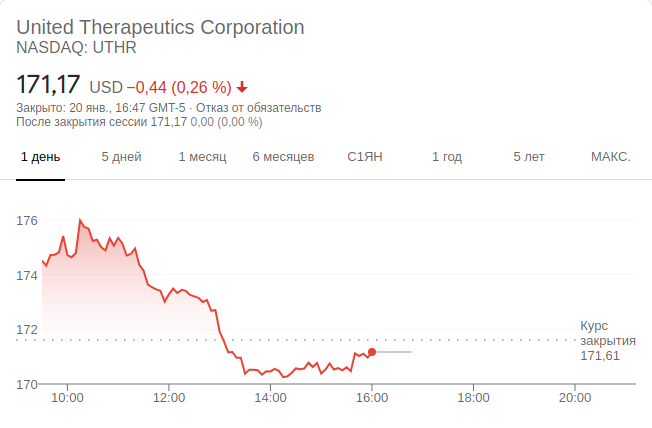 United Therapeutics Corporation
NASDAQ: UTHR
171,17 USD −0,44 (0,26 %)
Закрыто: 20 янв., 16:47 GMT-5 · Отказ от обязательств
После закрытия сессии 171,17 0,00 (0,00 %)
1 день 5 дней 1 месяц 6 месяцев С1ЯН 1 год 5 лет МАКС.
176
174
172
170
Курс
закрытия
171,61
10:00 12:00 14:00 16:00 18:00 20:00